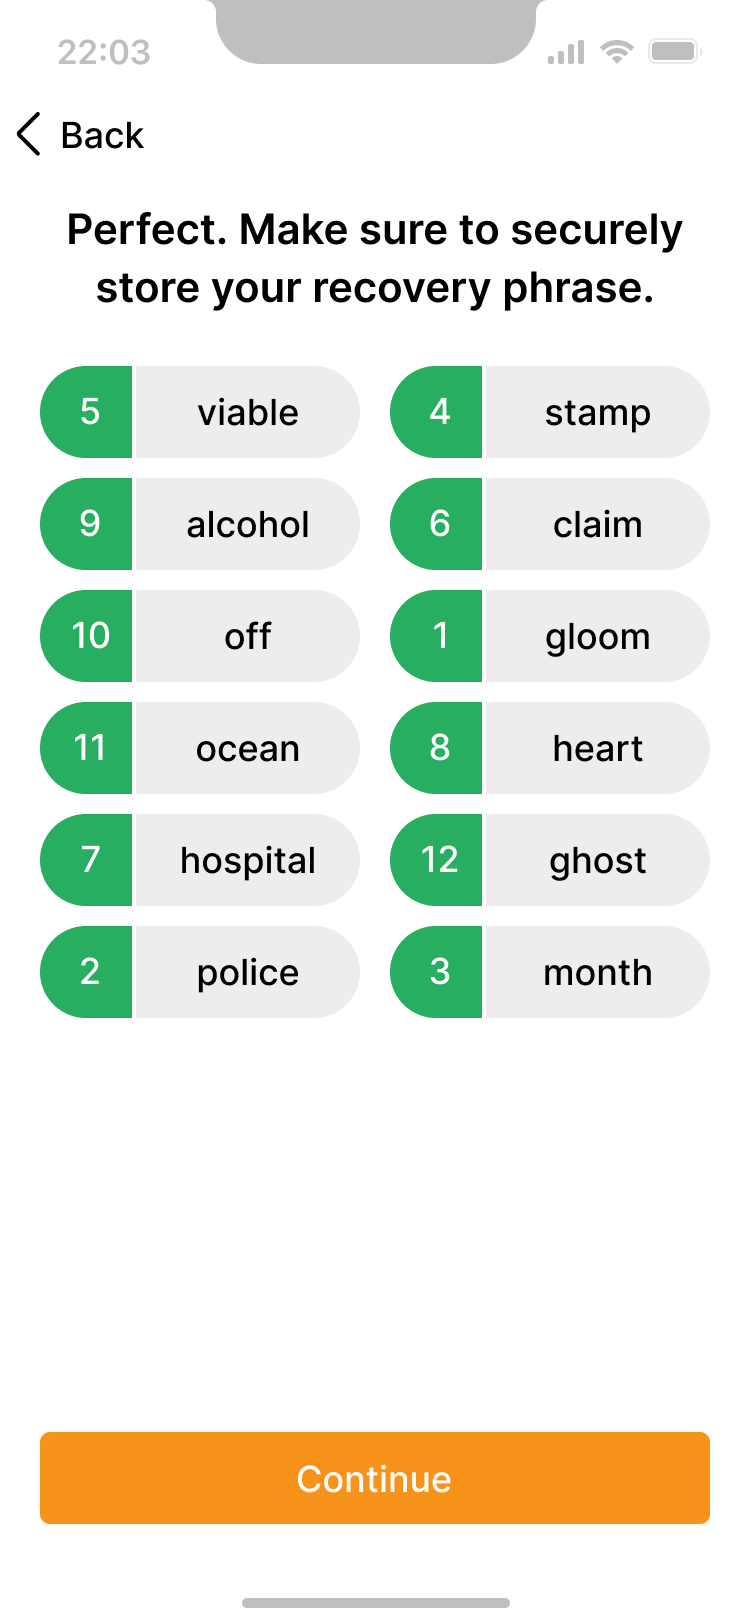 22:03
Back
Perfect. Make sure to securely
store your recovery phrase.
5 viable
4 stamp
9 alcohol
6 claim
10 off
1 gloom
11 ocean
8 heart
7 hospital
12 ghost
2 police
3 month
Continue